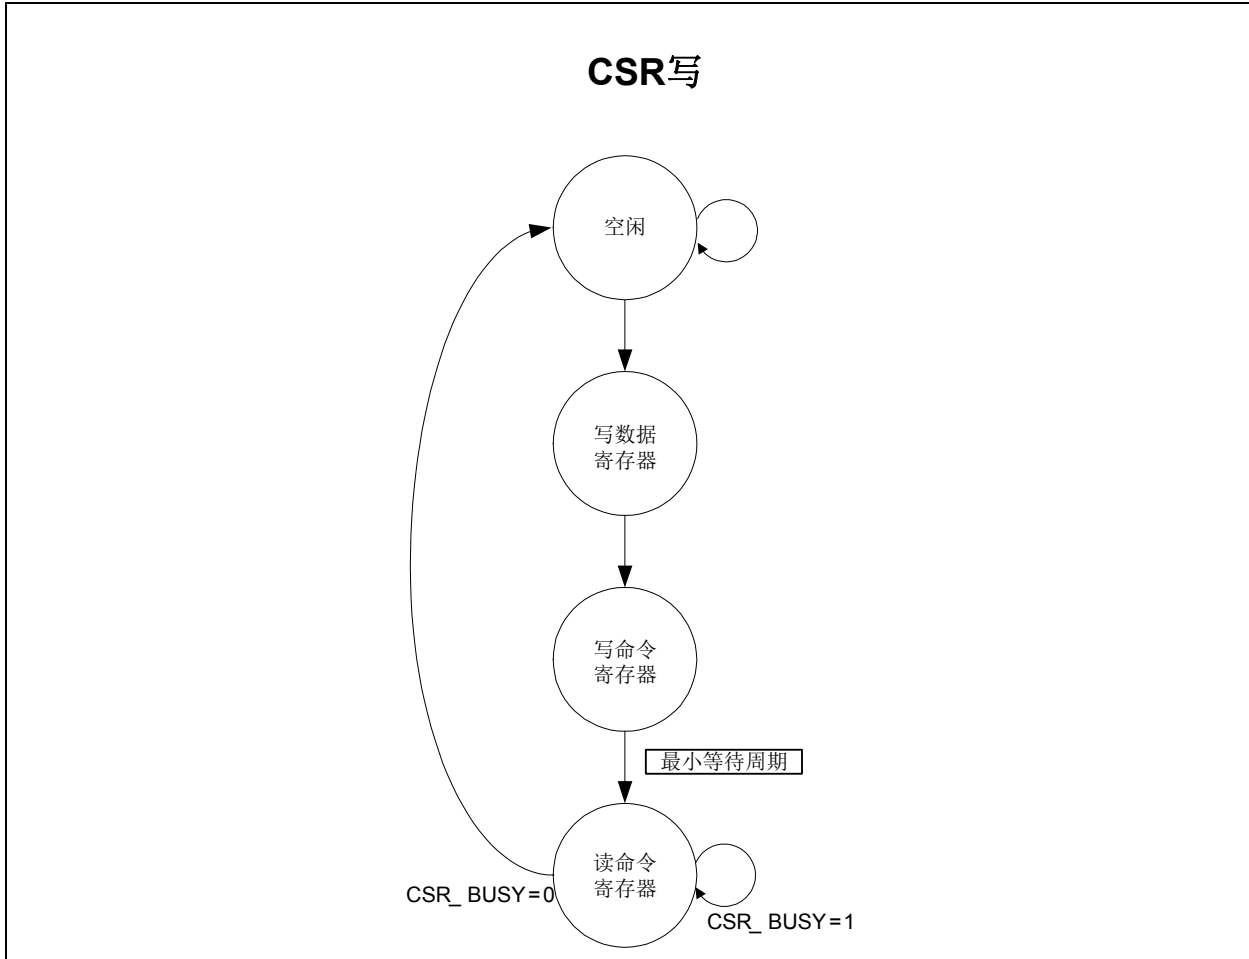 CSR写
空闲
写数据
寄存器
写命令
寄存器
最小等待周期
读命令
寄存器
CSR_ BUSY=0
CSR_ BUSY=1